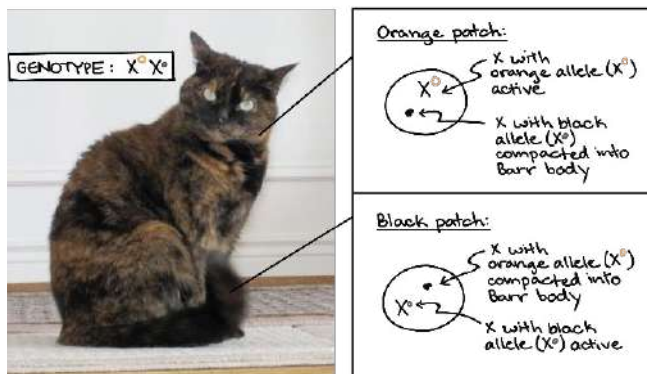 GENOTYPE: X^O X^o
Orange patch:
X^O
X with
orange allele (X^O)
active
X with black
allele (X^o)
compacted into
Barr body
Black patch:
X with
orange allele (X^O)
compacted into
Barr body
X^o
X with black
allele (X^o) active